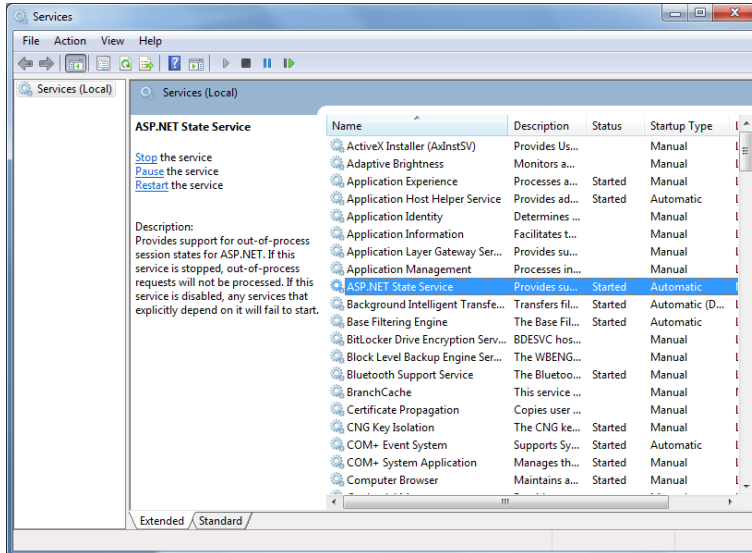 Services
File Action View Help
Services (Local)
Services (Local)
ASP.NET State Service
Stop the service
Pause the service
Restart the service
Description:
Provides support for out-of-process
session states for ASP.NET. If this
service is stopped, out-of-process
requests will not be processed. If this
service is disabled, any services that
explicitly depend on it will fail to start.
Name Description Status Startup Type
ActiveX Installer (AxInstSV) Provides Us... Manual
Adaptive Brightness Monitors a... Manual
Application Experience Processes a... Started Manual
Application Host Helper Service Provides ad... Started Automatic
Application Identity Determines ... Manual
Application Information Facilitates t... Manual
Application Layer Gateway Ser... Provides su... Manual
Application Management Processes in... Manual
ASP.NET State Service Provides su... Started Automatic
Background Intelligent Transfe... Transfers fil... Started Automatic (D...
Base Filtering Engine The Base Fil... Started Automatic
BitLocker Drive Encryption Serv... BDESVC hos... Manual
Block Level Backup Engine Ser... The WBENG... Manual
Bluetooth Support Service The Bluetoo... Started Manual
BranchCache This service ... Manual
Certificate Propagation Copies user ... Manual
CNG Key Isolation The CNG ke... Started Manual
COM+ Event System Supports Sy... Started Automatic
COM+ System Application Manages th... Started Manual
Computer Browser Maintains a... Started Manual
Extended Standard